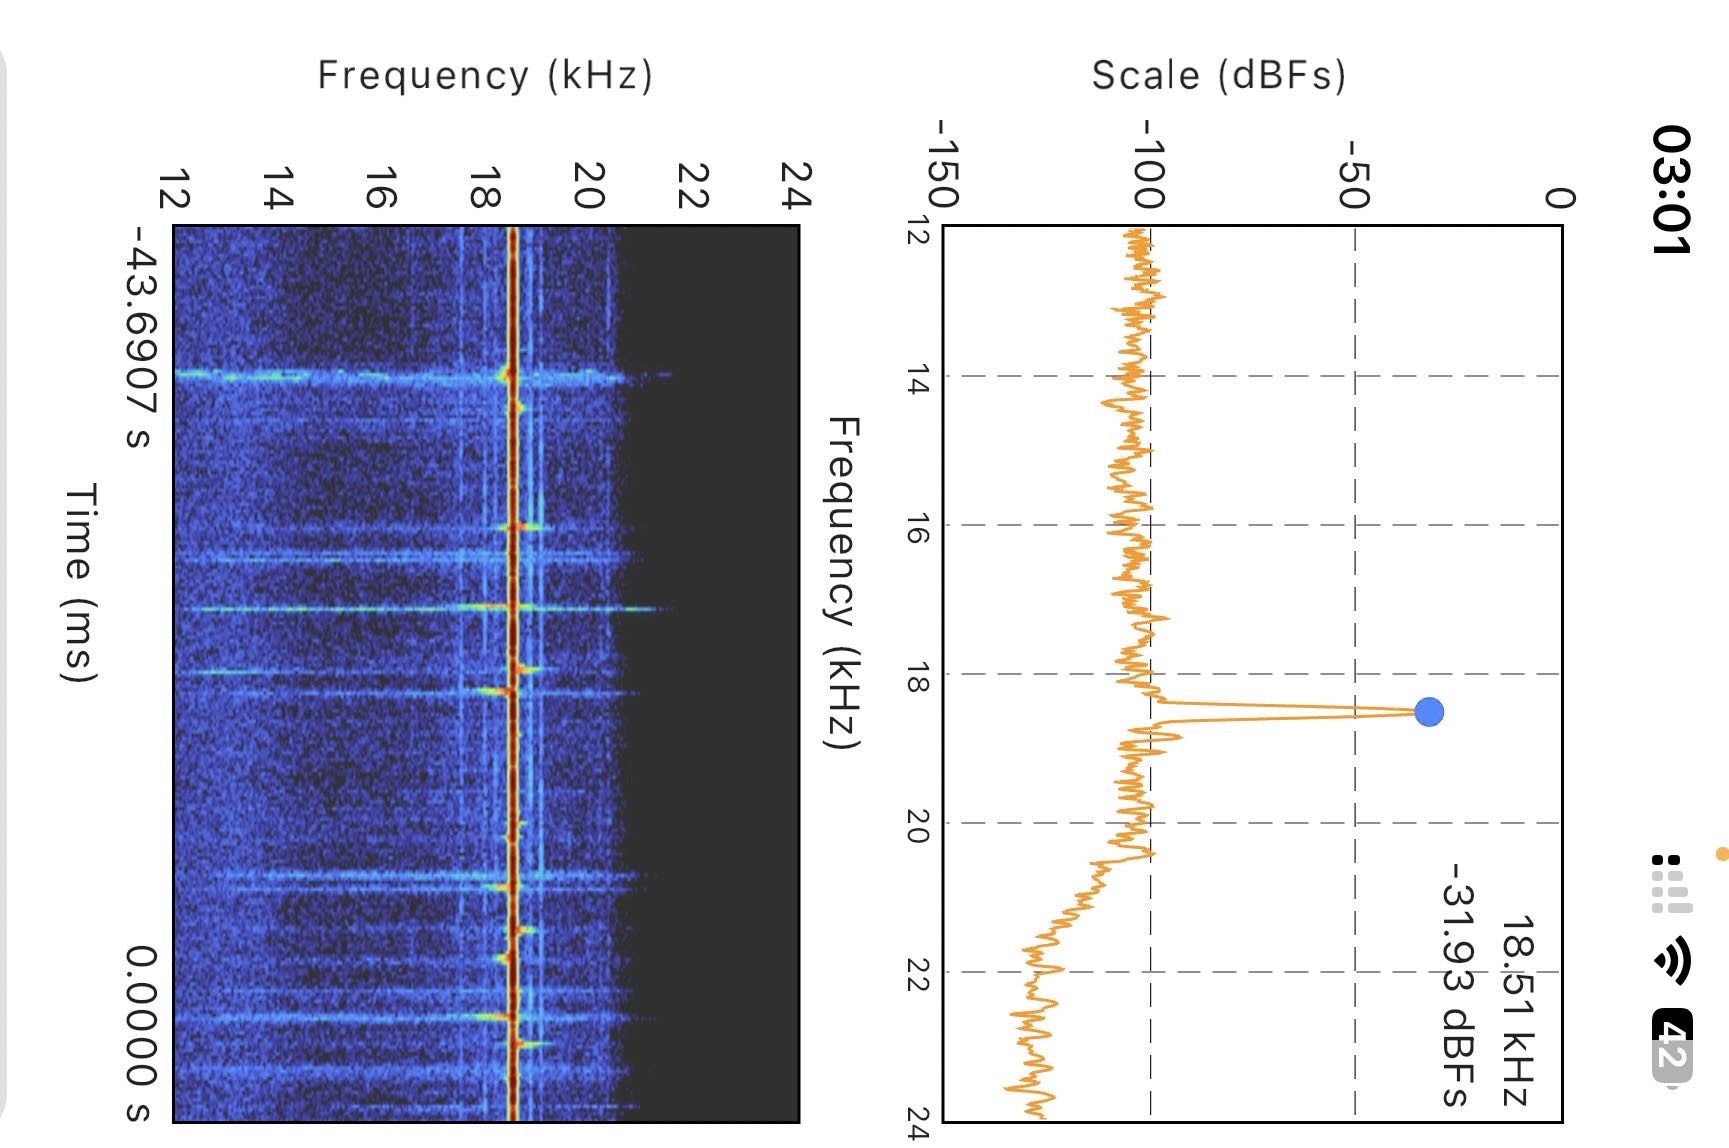 03:01
42
18.51 kHz
-31.93 dBFs
Scale (dBFs)
0
-50
-100
-150
12
14
16
18
20
22
24
Frequency (kHz)
Frequency (kHz)
24
22
20
18
16
14
12
-43.6907 s
0.0000 s
Time (ms)